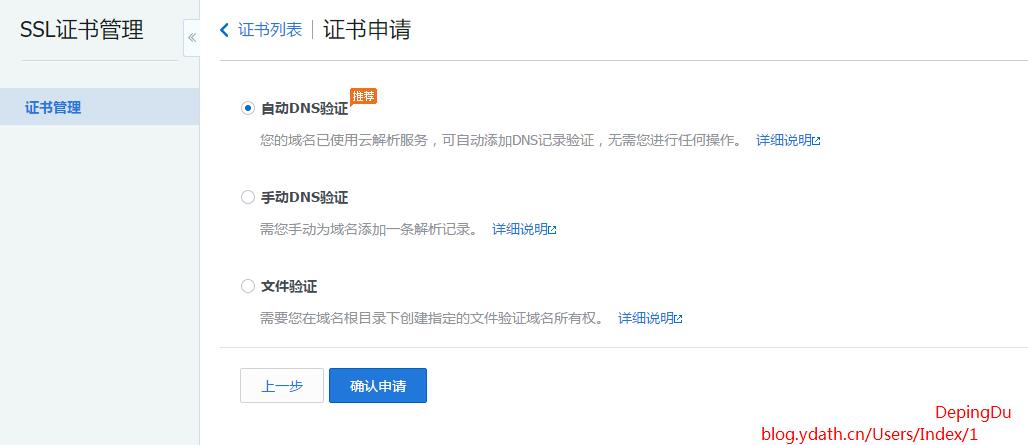 SSL证书管理
«
证书列表 | 证书申请
证书管理
自动DNS验证 推荐
您的域名已使用云解析服务，可自动添加DNS记录验证，无需您进行任何操作。 详细说明
手动DNS验证
需您手动为域名添加一条解析记录。 详细说明
文件验证
需要您在域名根目录下创建指定的文件验证域名所有权。 详细说明
上一步 确认申请
DepingDu
blog.ydath.cn/Users/Index/1